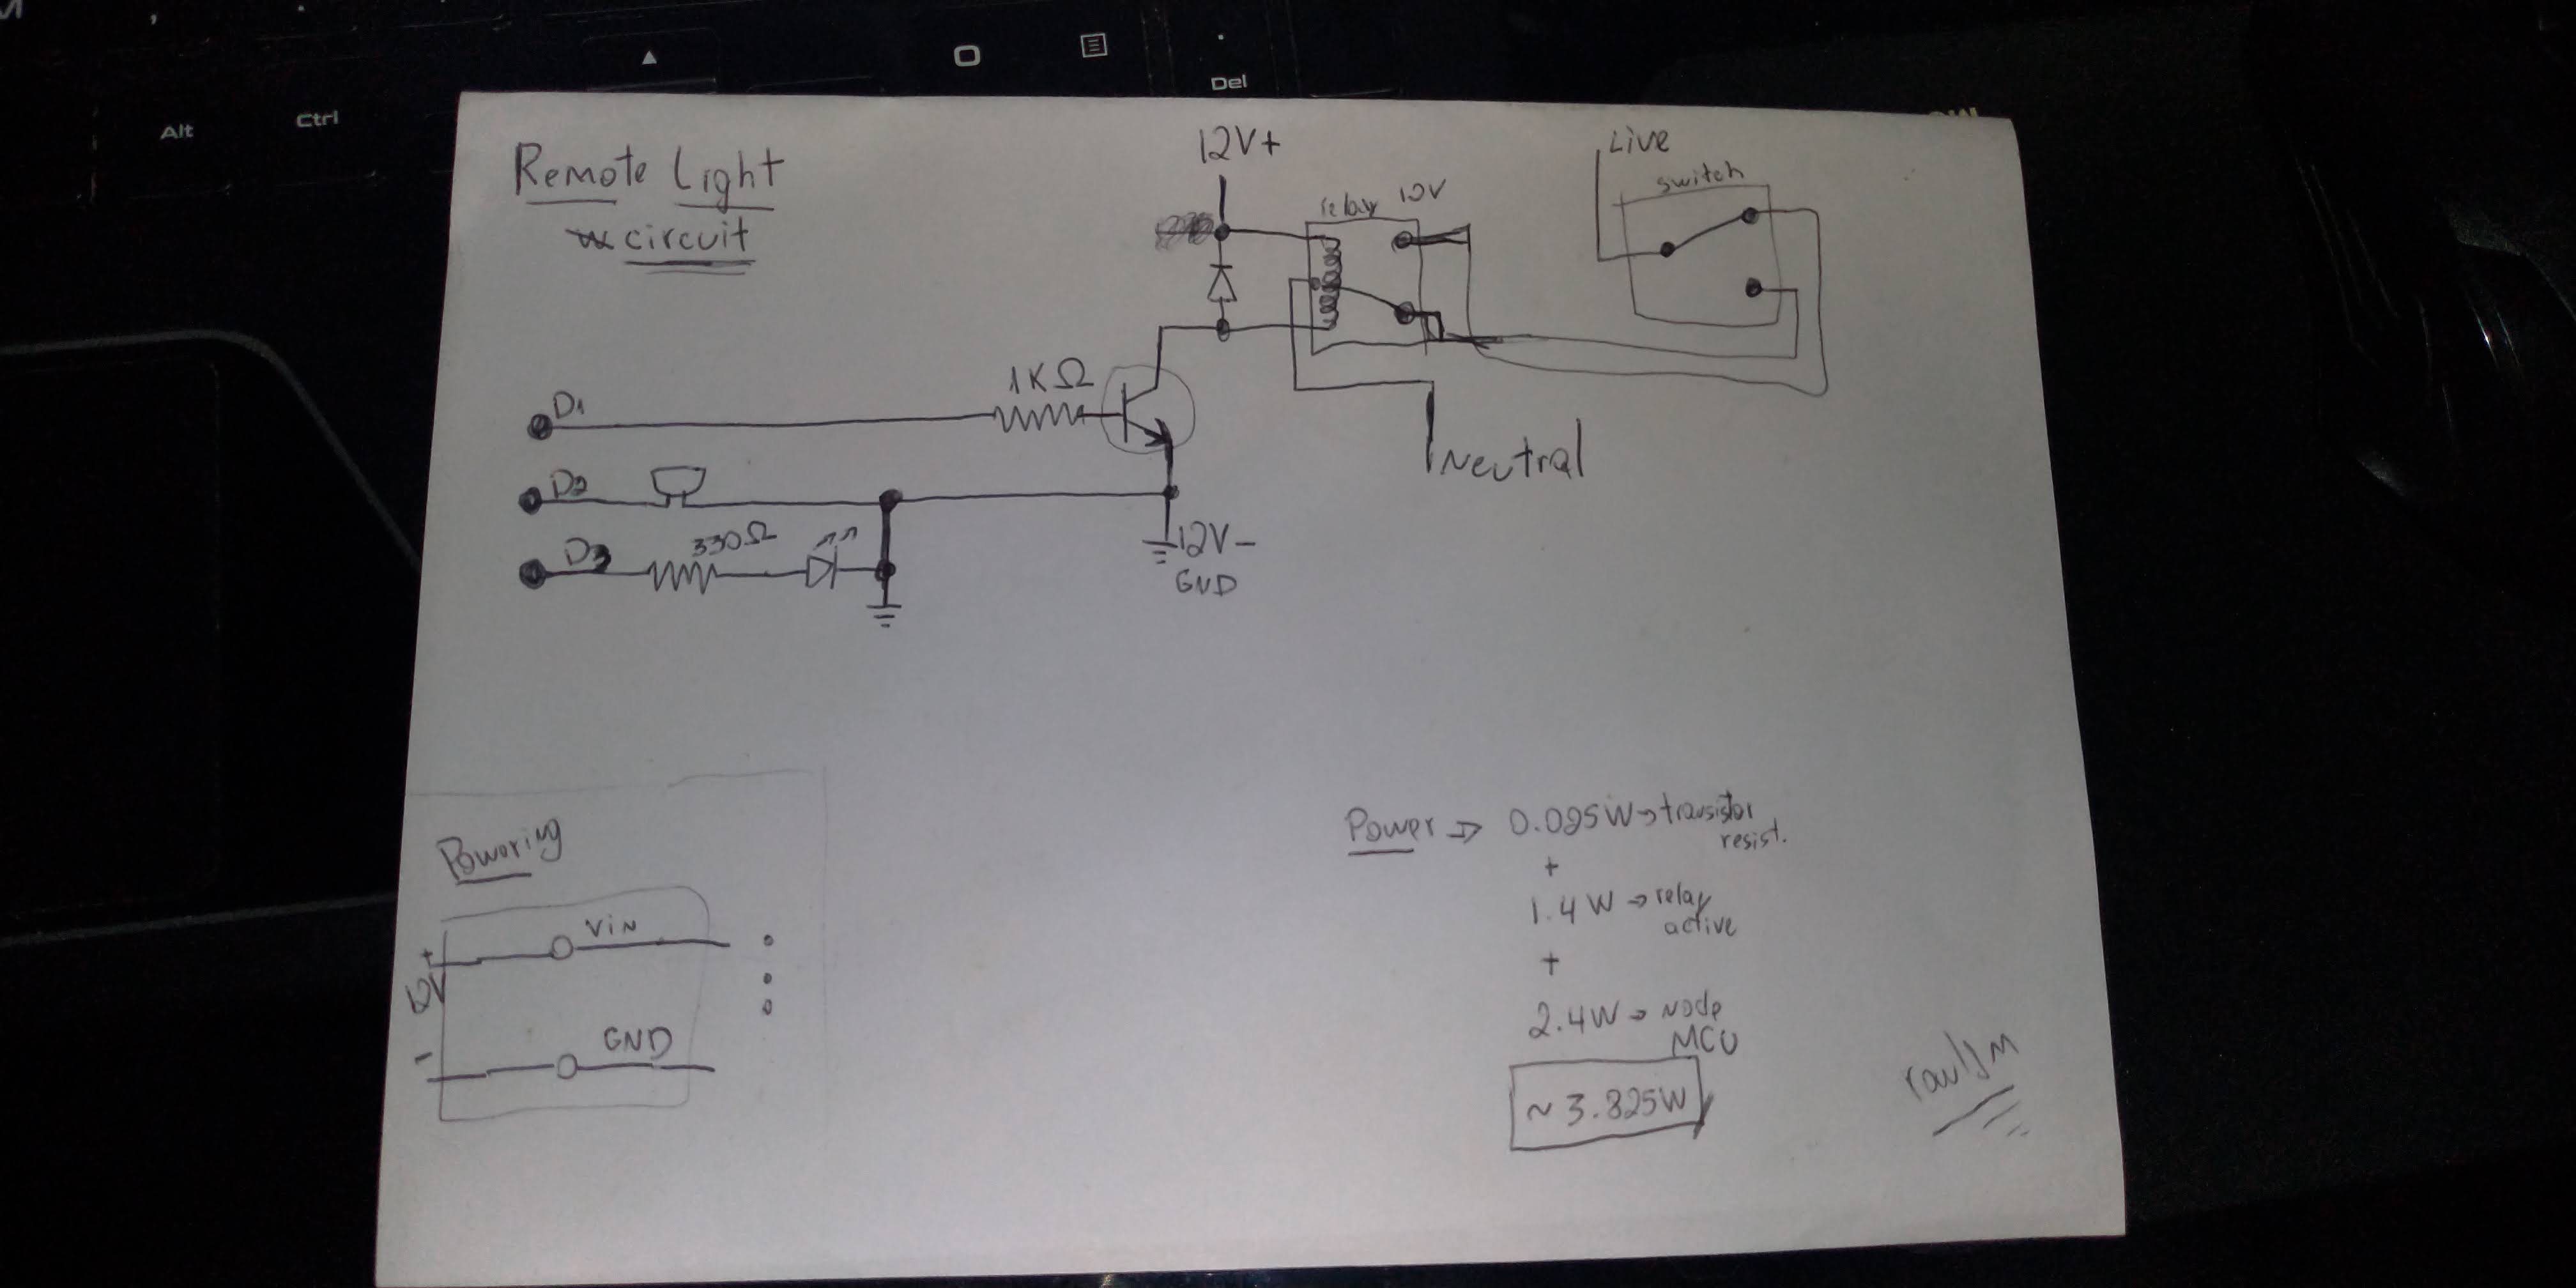 Alt
Ctrl
Del
Remote Light
circuit
12V+
relay 12V
Live
switch
1KΩ
D1
D2
D3
330Ω
12V-
GND
Neutral
Powering
+
12V
-
VIN
GND
Power → 0.025W → transistor
resist.
+
1.4W → relay
active
+
2.4W → Node
MCU
~ 3.825W